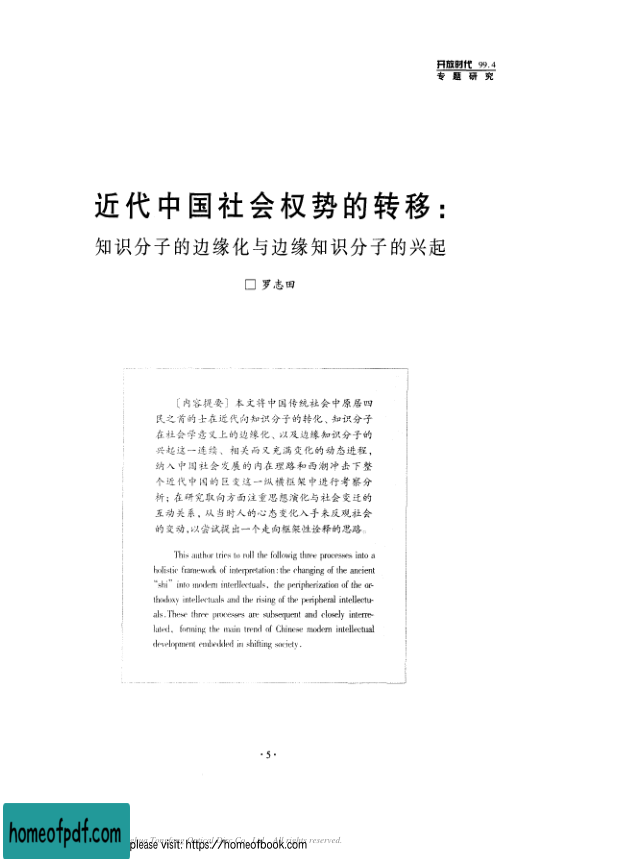 开放时代 99.4
专 题 研 究
近代中国社会权势的转移：
知识分子的边缘化与边缘知识分子的兴起
□ 罗志田
［内容提要］本文将中国传统社会中原居四
民之首的士在近代向知识分子的转化、知识分子
在社会学意义上的边缘化、以及边缘知识分子的
兴起这一连续、相关而又充满变化的动态进程，
纳入中国社会发展的内在理路和西潮冲击下整
个近代中国的巨变这一纵横框架中进行考察分
析；在研究取向方面注重思想演化与社会变迁的
互动关系，从当时人的心态变化入手来反观社会
的变动，以尝试提出一个走向框架性诠释的思路。
This author tries to roll the followig three processes into a
holistic framework of interpretation: the changing of the ancient
“shi” into modern interllectuals, the peripherization of the or-
thodoxy intellectuals and the rising of the peripheral intellectu-
als. These three processes are subsequent and closely interre-
lated, forming the main trend of Chinese modern intellectual
development embedded in shifting society.
·5·
Tongfang Optical Disc Co., Ltd. All rights reserved.
homeofpdf.com
please visit: https://homeofbook.com